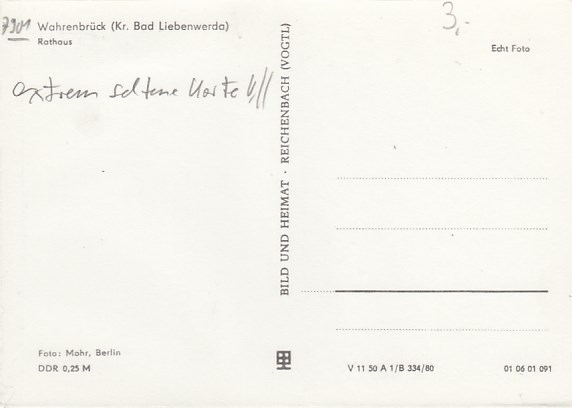 7901 Wahrenbrück (Kr. Bad Liebenwerda)
Rathaus
extrem seltene Karte !!!
3,-
Echt Foto
BILD UND HEIMAT · REICHENBACH (VOGTL)
Foto: Mohr, Berlin
DDR 0,25 M
V 11 50 A 1/B 334/80
01 06 01 091